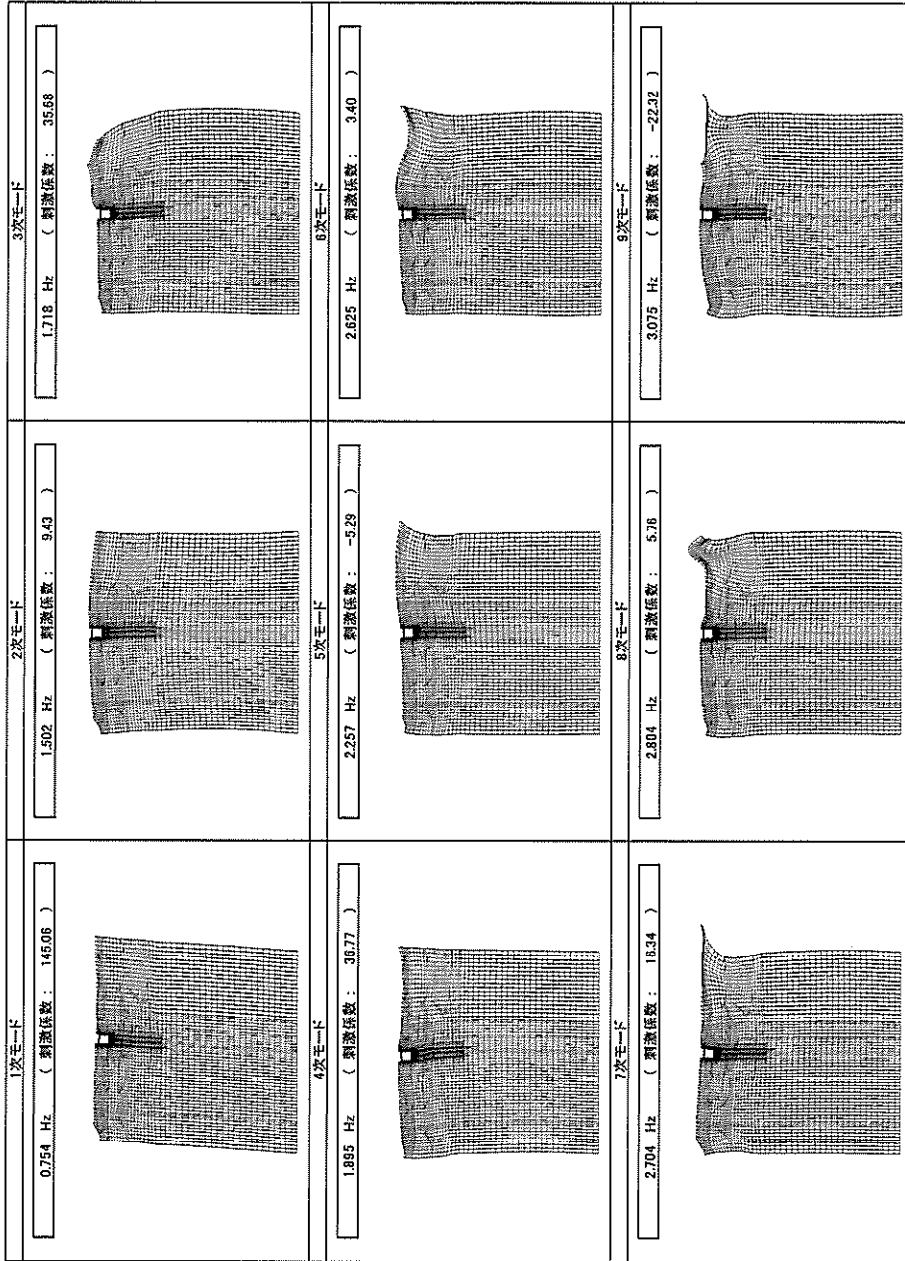 1次モード
0.754 Hz ( 刺激係数: 145.06 )
2次モード
1.502 Hz ( 刺激係数: 9.43 )
3次モード
1.718 Hz ( 刺激係数: 35.68 )
4次モード
1.895 Hz ( 刺激係数: 36.77 )
5次モード
2.257 Hz ( 刺激係数: -5.29 )
6次モード
2.625 Hz ( 刺激係数: 3.40 )
7次モード
2.704 Hz ( 刺激係数: 16.34 )
8次モード
2.804 Hz ( 刺激係数: 5.76 )
9次モード
3.075 Hz ( 刺激係数: -22.32 )